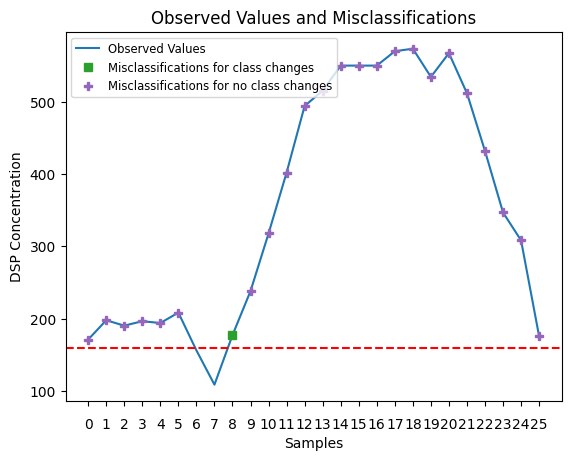 Observed Values and Misclassifications
Observed Values
Misclassifications for class changes
Misclassifications for no class changes
DSP Concentration
500
400
300
200
100
0 1 2 3 4 5 6 7 8 9 10 11 12 13 14 15 16 17 18 19 20 21 22 23 24 25
Samples